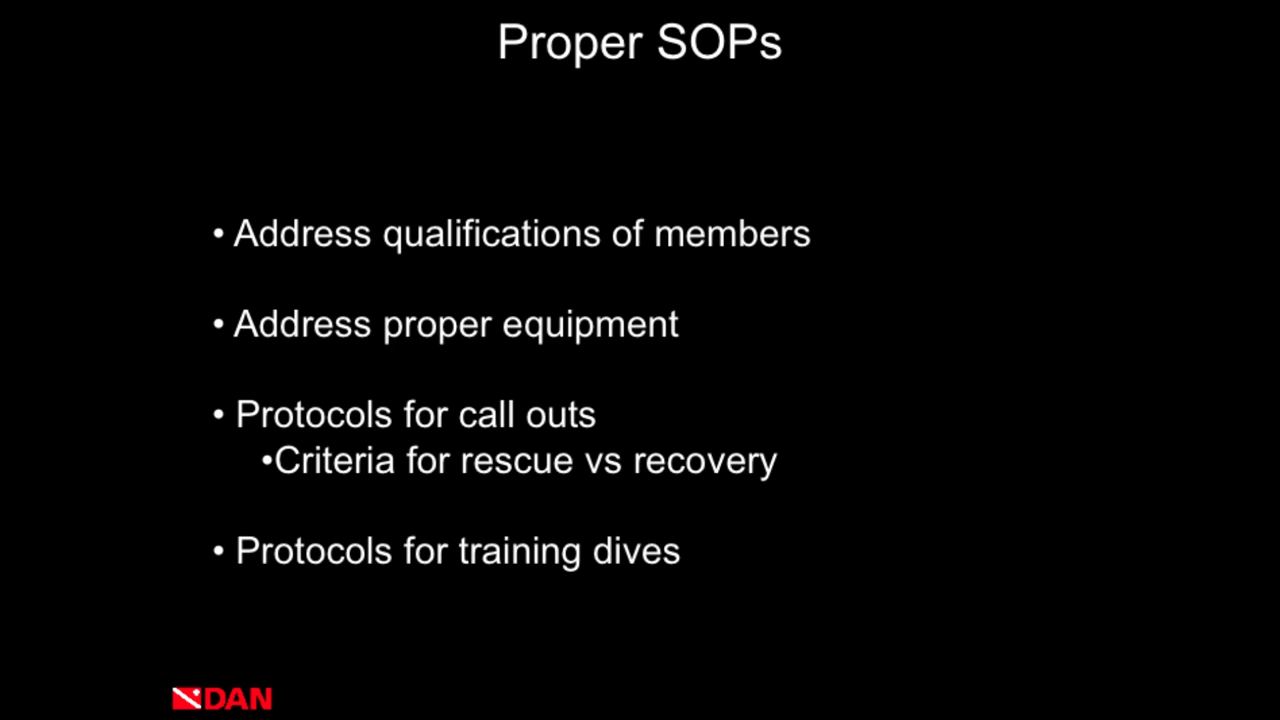 Proper SOPs
• Address qualifications of members
• Address proper equipment
• Protocols for call outs
•Criteria for rescue vs recovery
• Protocols for training dives
DAN